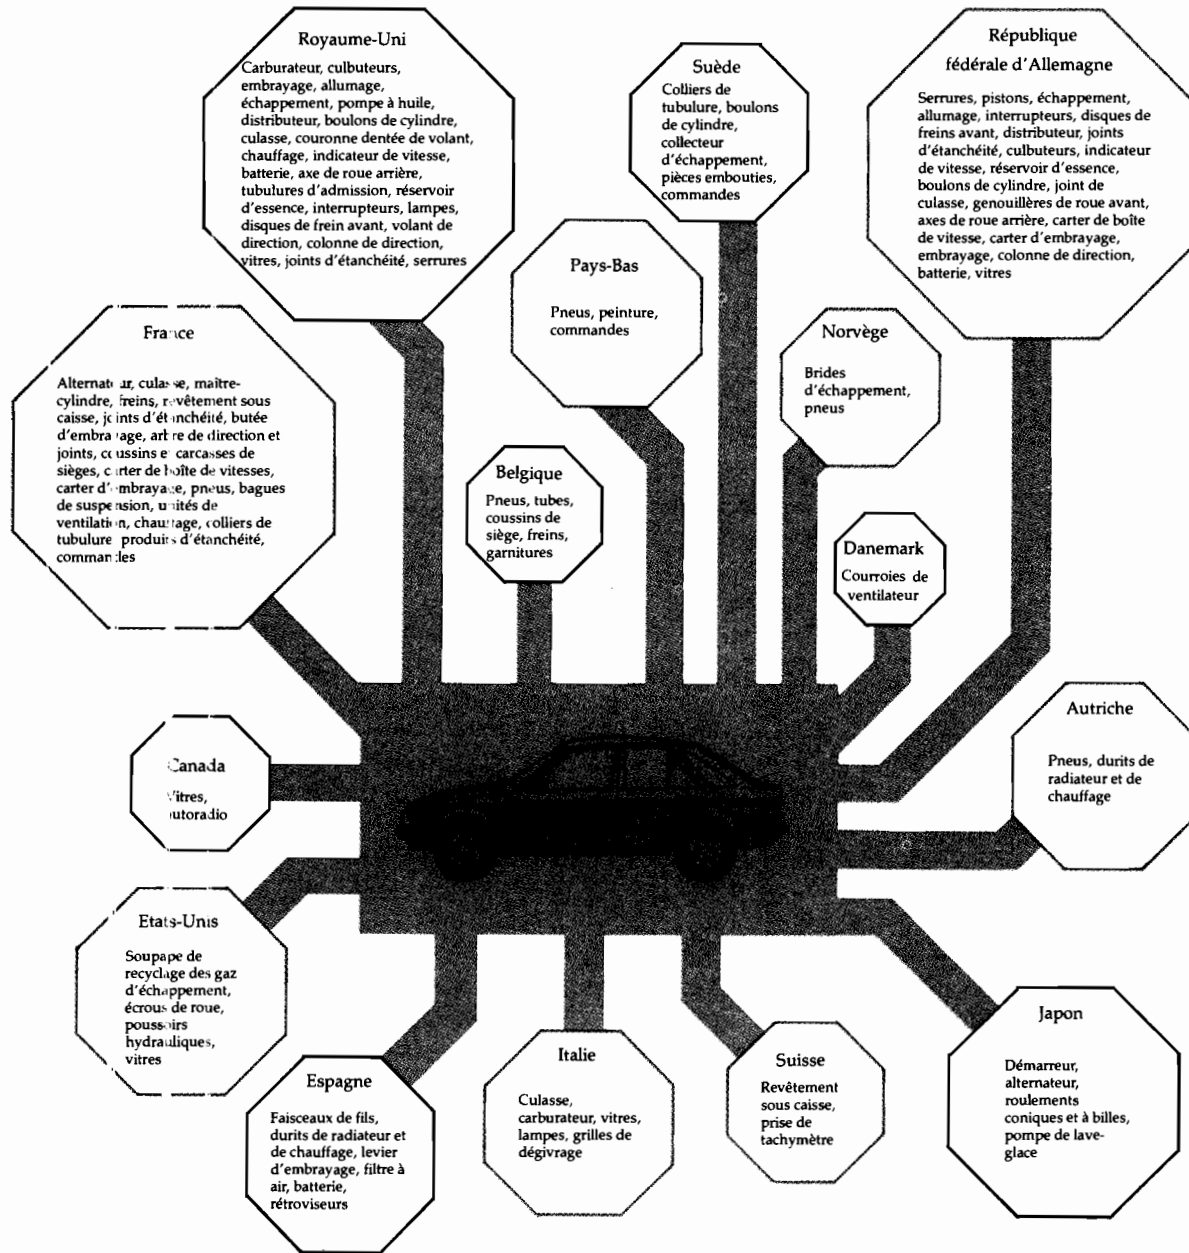 Royaume-Uni
Carburateur, culbuteurs,
embrayage, allumage,
échappement, pompe à huile,
distributeur, boulons de cylindre,
culasse, couronne dentée de volant,
chauffage, indicateur de vitesse,
batterie, axe de roue arrière,
tubulures d'admission, réservoir
d'essence, interrupteurs, lampes,
disques de frein avant, volant de
direction, colonne de direction,
vitres, joints d'étanchéité, serrures
Suède
Colliers de
tubulure, boulons
de cylindre,
collecteur
d'échappement,
pièces embouties,
commandes
République
fédérale d'Allemagne
Serrures, pistons, échappement,
allumage, interrupteurs, disques de
freins avant, distributeur, joints
d'étanchéité, culbuteurs, indicateur
de vitesse, réservoir d'essence,
boulons de cylindre, joint de
culasse, genouillères de roue avant,
axes de roue arrière, carter de boîte
de vitesse, carter d'embrayage,
embrayage, colonne de direction,
batterie, vitres
Pays-Bas
Pneus, peinture,
commandes
Norvège
Brides
d'échappement,
pneus
France
Alternateur, culasse, maître-
cylindre, freins, revêtement sous
caisse, joints d'étanchéité, butée
d'embrayage, arbre de direction et
joints, coussins et carcasses de
sièges, carter de boîte de vitesses,
carter d'embrayage, pneus, bagues
de suspension, unités de
ventilation, chauffage, colliers de
tubulure, produits d'étanchéité,
commandes
Belgique
Pneus, tubes,
coussins de
siège, freins,
garnitures
Danemark
Courroies de
ventilateur
Autriche
Pneus, durits de
radiateur et de
chauffage
Canada
Vitres,
autoradio
Etats-Unis
Soupape de
recyclage des gaz
d'échappement,
écrous de roue,
poussoirs
hydrauliques,
vitres
Espagne
Faisceaux de fils,
durits de radiateur et
de chauffage, levier
d'embrayage, filtre à
air, batterie,
rétroviseurs
Italie
Culasse,
carburateur, vitres,
lampes, grilles de
dégivrage
Suisse
Revêtement
sous caisse,
prise de
tachymètre
Japon
Démarreur,
alternateur,
roulements
coniques et à billes,
pompe de lave-
glace